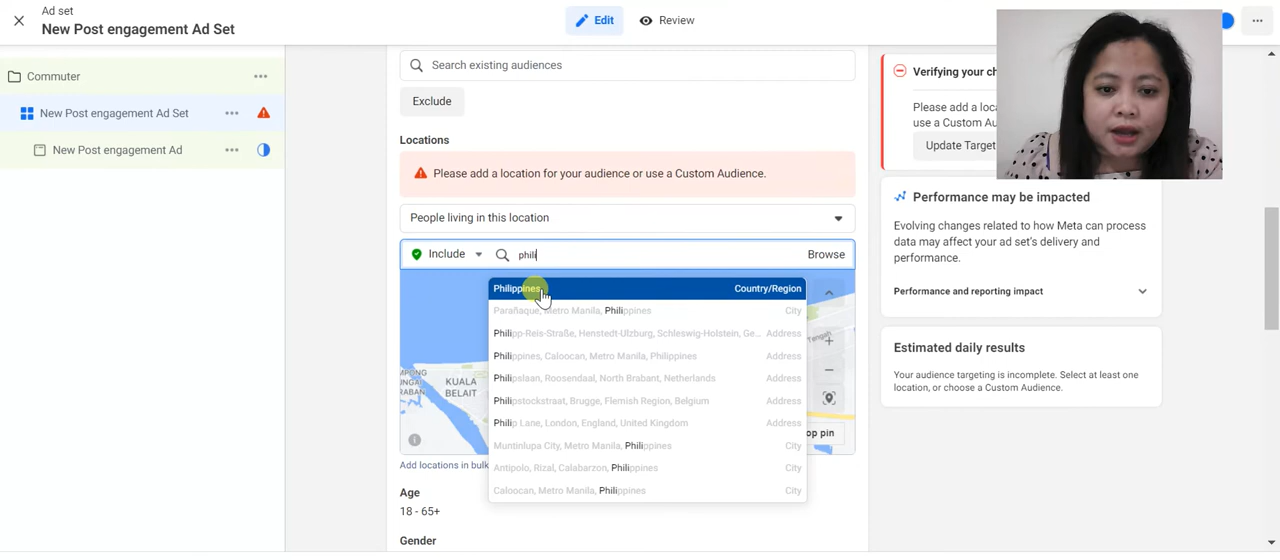 Ad set
New Post engagement Ad Set
Edit
Review
Commuter
New Post engagement Ad Set
New Post engagement Ad
Search existing audiences
Exclude
Locations
Please add a location for your audience or use a Custom Audience.
People living in this location
Include
phili
Browse
Philippines Country/Region
Parañaque, Metro Manila, Philippines City
Philipp-Reis-Straße, Henstedt-Ulzburg, Schleswig-Holstein, Ge... Address
Philippines, Caloocan, Metro Manila, Philippines Address
Philipslaan, Roosendaal, North Brabant, Netherlands Address
Philipstockstraat, Brugge, Flemish Region, Belgium Address
Philip Lane, London, England, United Kingdom Address
Muntinlupa City, Metro Manila, Philippines City
Antipolo, Rizal, Calabarzon, Philippines City
Caloocan, Metro Manila, Philippines City
KUALA
BELAIT
op pin
Add locations in bulk
Age
18 - 65+
Gender
Verifying your ch
Please add a loca
use a Custom Au
Update Target
Performance may be impacted
Evolving changes related to how Meta can process
data may affect your ad set's delivery and
performance.
Performance and reporting impact
Estimated daily results
Your audience targeting is incomplete. Select at least one
location, or choose a Custom Audience.